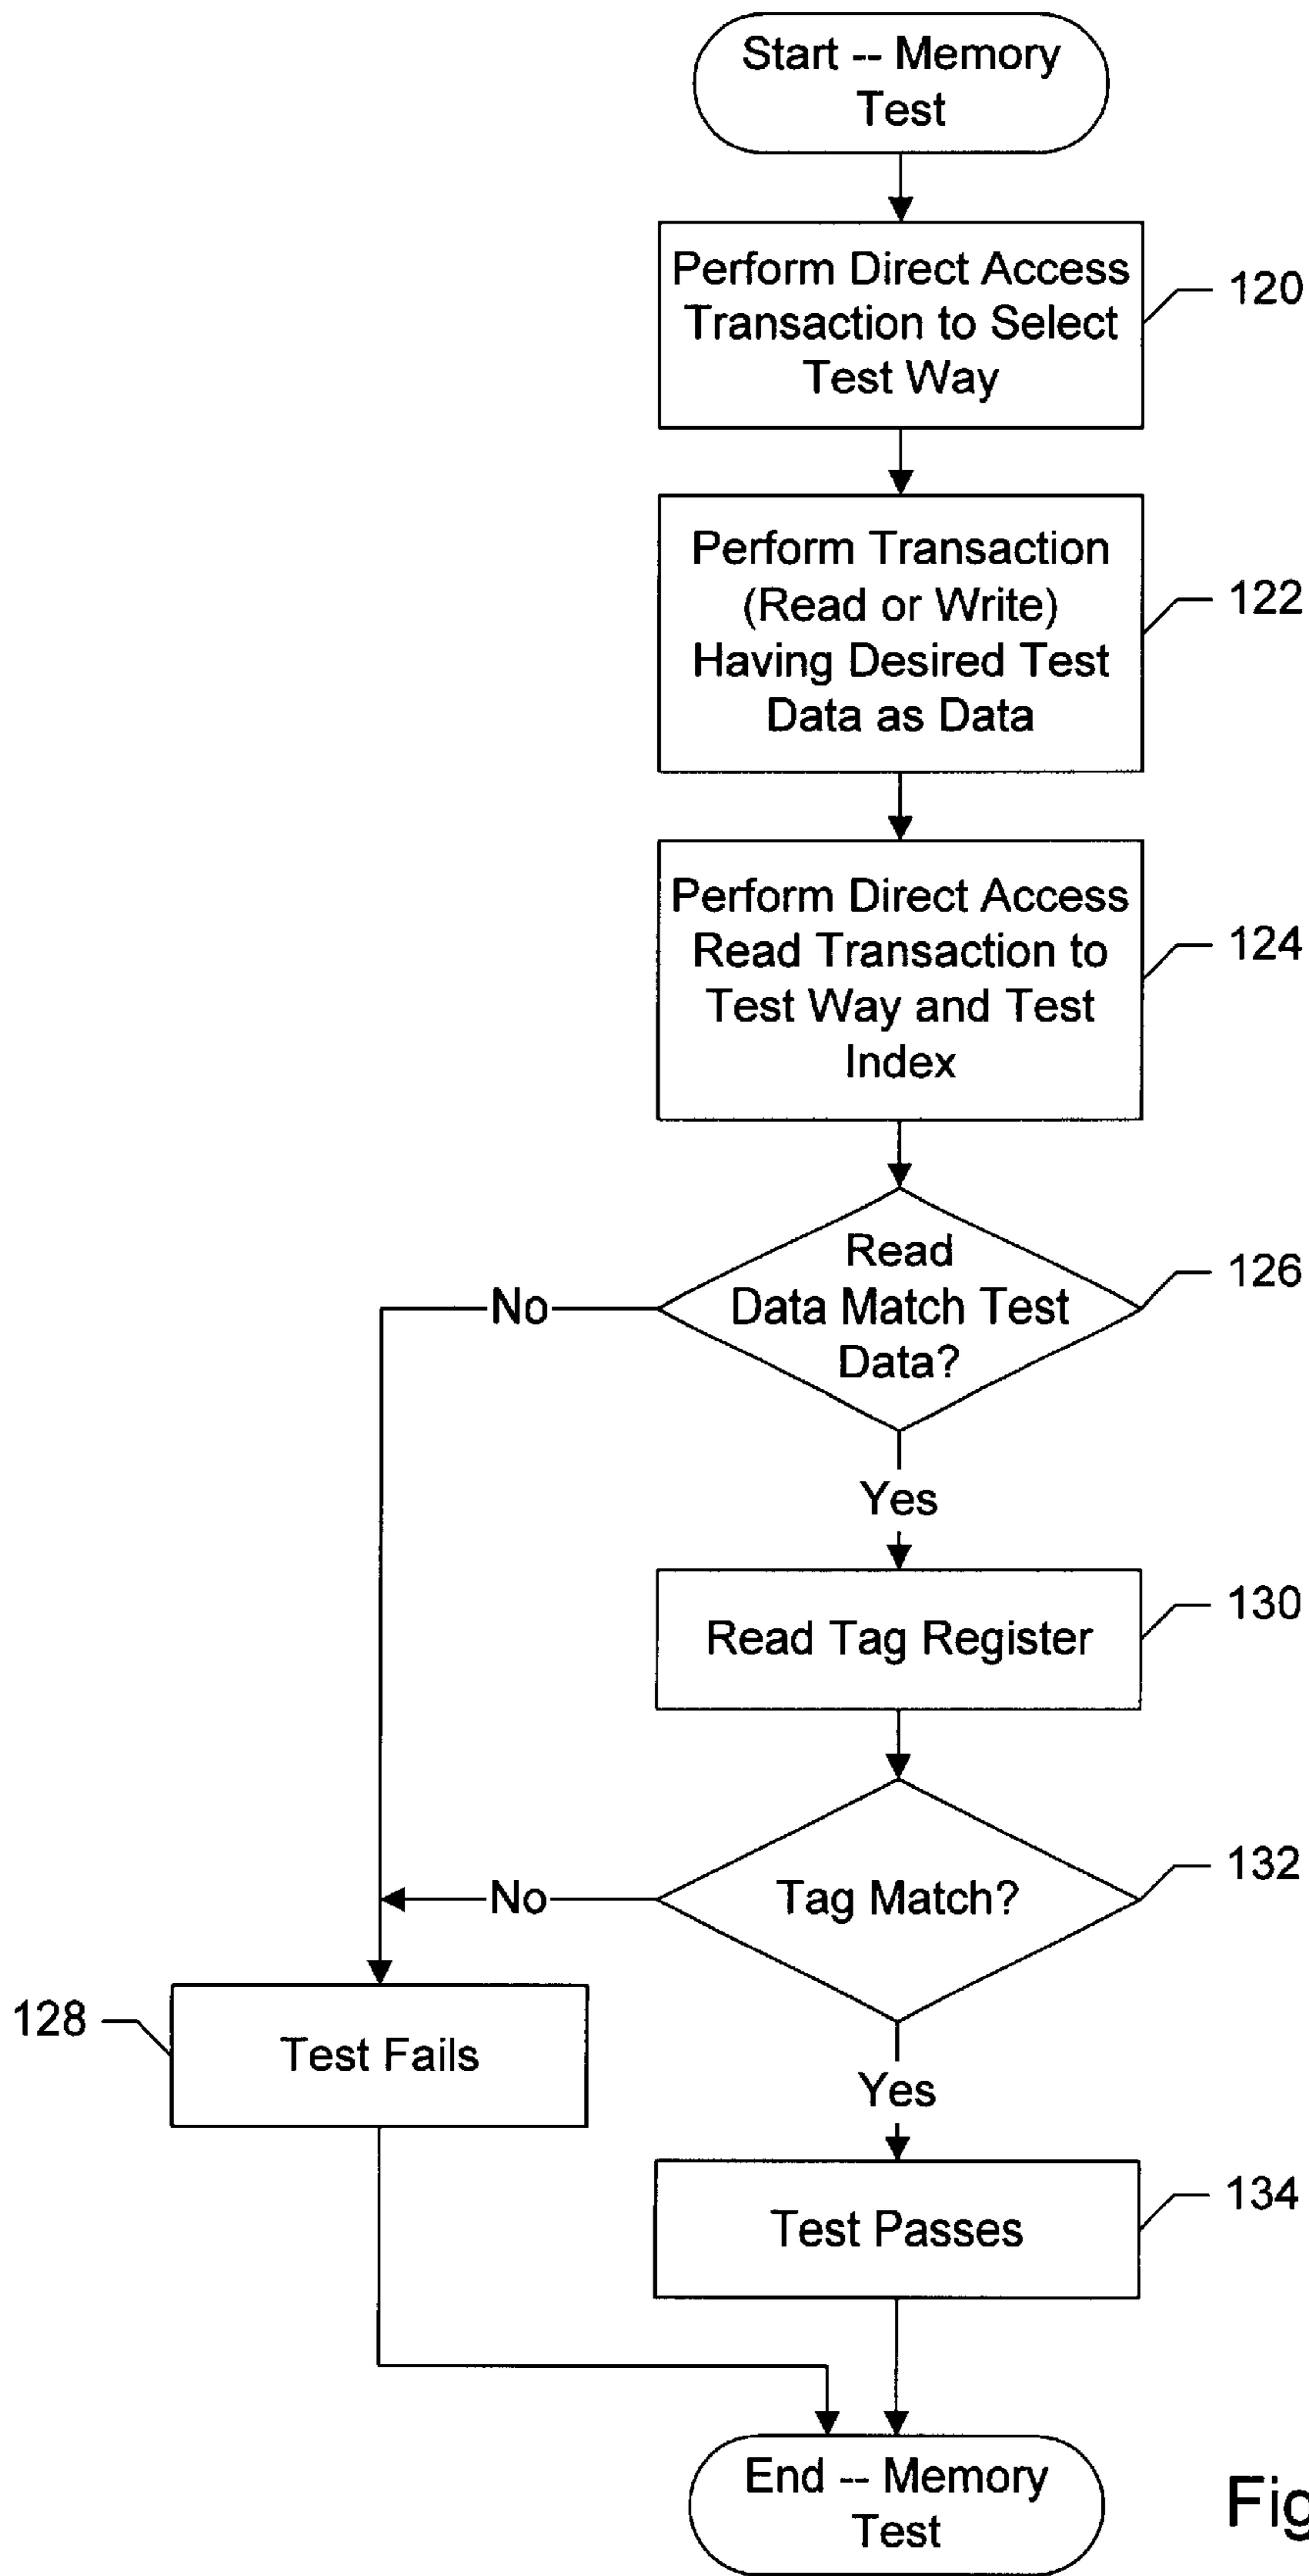 Start -- Memory
Test
Perform Direct Access
Transaction to Select
Test Way
120
Perform Transaction
(Read or Write)
Having Desired Test
Data as Data
122
Perform Direct Access
Read Transaction to
Test Way and Test
Index
124
Read
Data Match Test
Data?
126
No
Yes
Read Tag Register
130
Tag Match?
132
No
128
Test Fails
Yes
Test Passes
134
End -- Memory
Test
Fig